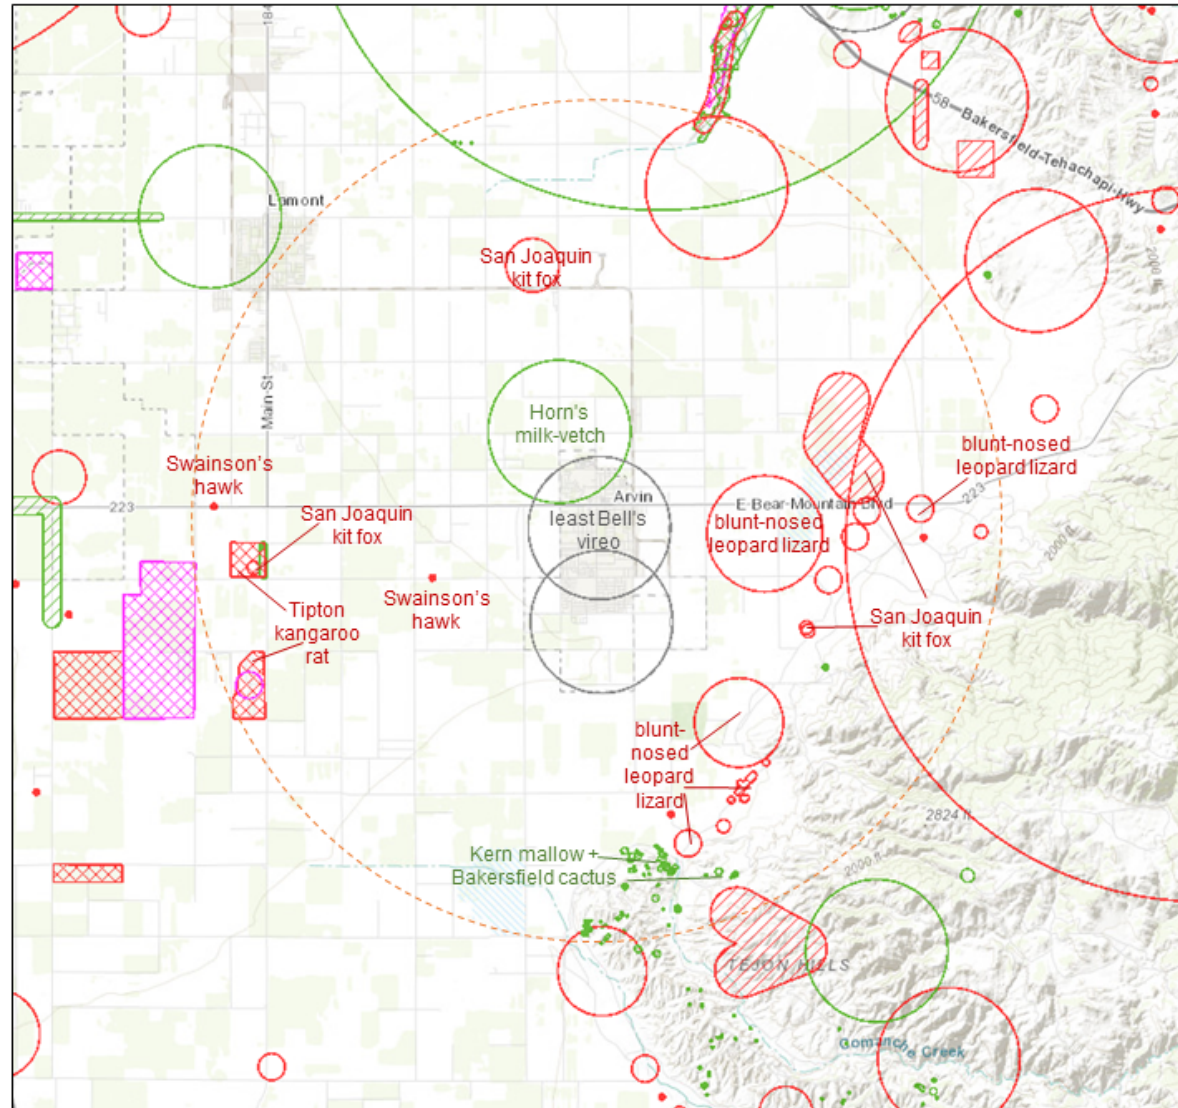 184
58
Bakersfield-Tehachapi-Hwy
Lamont
2000 ft
San Joaquin
kit fox
Main-St
Horn's
milk-vetch
blunt-nosed
leopard lizard
Swainson's
hawk
Arvin
E-Bear-Mountain-Blvd
223
223
San Joaquin
kit fox
least Bell's
vireo
blunt-nosed
leopard lizard
2000 ft
Swainson's
hawk
Tipton
kangaroo
rat
San Joaquin
kit fox
blunt-
nosed
leopard
lizard
2824 ft
Kern mallow +
Bakersfield cactus
2000 ft
TEJON HILLS
Comanche Creek